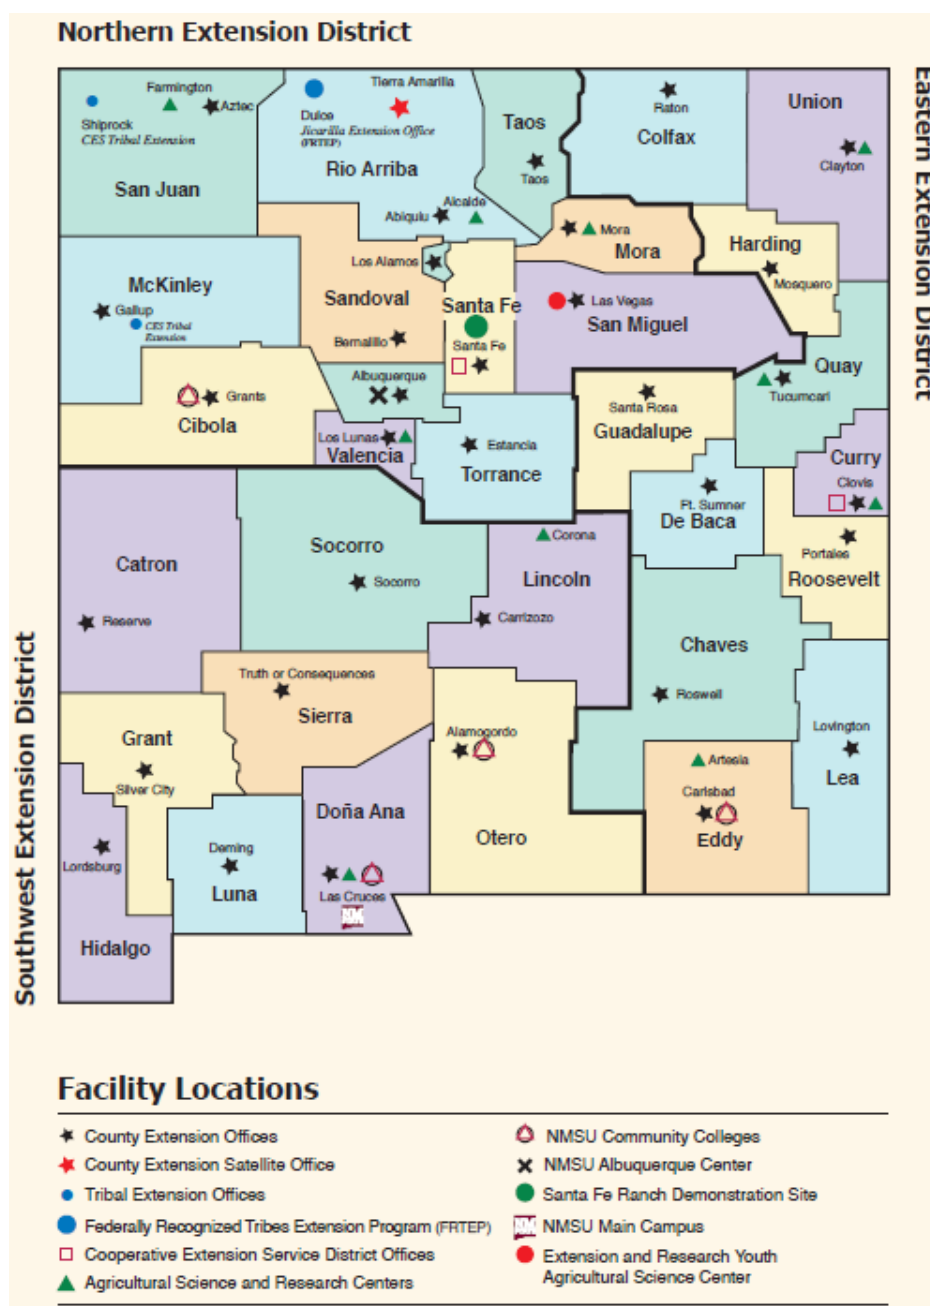 Northern Extension District
Eastern Extension District
Southwest Extension District
Farmington
Aztec
Shiprock
CES Tribal Extension
San Juan
Tierra Amarilla
Dulce
Jicarilla Extension Office
(FRTEP)
Rio Arriba
Abiquiu
Alcalde
Taos
Taos
Raton
Colfax
Union
Clayton
McKinley
Gallup
CES Tribal
Extension
Los Alamos
Sandoval
Bernalillo
Santa Fe
Santa Fe
Mora
Mora
Las Vegas
San Miguel
Harding
Mosquero
Quay
Tucumcari
Grants
Cibola
Albuquerque
Los Lunas
Valencia
Estancia
Torrance
Santa Rosa
Guadalupe
Curry
Clovis
Ft. Sumner
De Baca
Portales
Roosevelt
Catron
Reserve
Socorro
Socorro
Corona
Lincoln
Carrizozo
Chaves
Roswell
Truth or Consequences
Sierra
Grant
Silver City
Alamogordo
Otero
Artesia
Carlsbad
Eddy
Lovington
Lea
Doña Ana
Las Cruces
NM
Deming
Luna
Lordsburg
Hidalgo
Facility Locations
County Extension Offices
County Extension Satellite Office
Tribal Extension Offices
Federally Recognized Tribes Extension Program (FRTEP)
Cooperative Extension Service District Offices
Agricultural Science and Research Centers
NMSU Community Colleges
NMSU Albuquerque Center
Santa Fe Ranch Demonstration Site
NM NMSU Main Campus
Extension and Research Youth
Agricultural Science Center